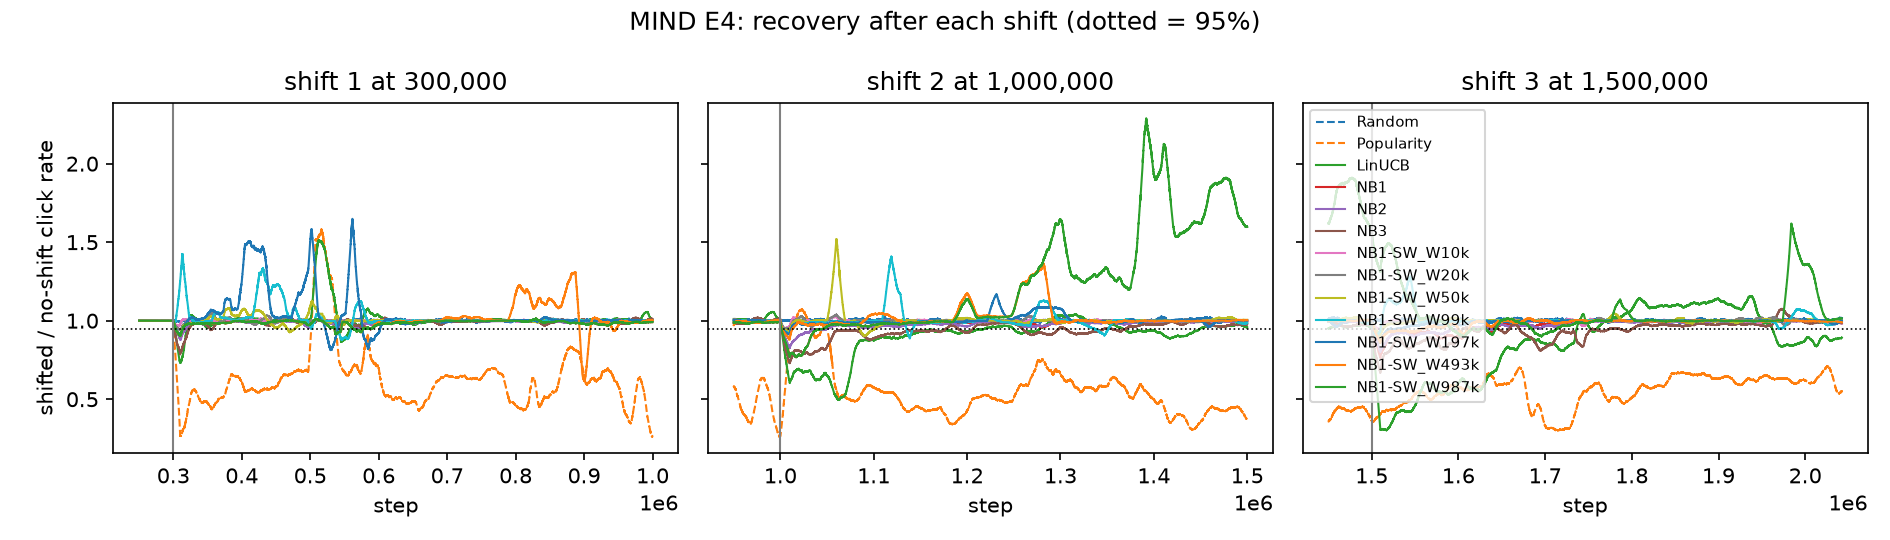 MIND E4: recovery after each shift (dotted = 95%)
shift 1 at 300,000
shift 2 at 1,000,000
shift 3 at 1,500,000
shifted / no-shift click rate
2.0
1.5
1.0
0.5
Random
Popularity
LinUCB
NB1
NB2
NB3
NB1-SW_W10k
NB1-SW_W20k
NB1-SW_W50k
NB1-SW_W99k
NB1-SW_W197k
NB1-SW_W493k
NB1-SW_W987k
0.3 0.4 0.5 0.6 0.7 0.8 0.9 1.0
1e6
step
1.0 1.1 1.2 1.3 1.4 1.5
1e6
step
1.5 1.6 1.7 1.8 1.9 2.0
1e6
step